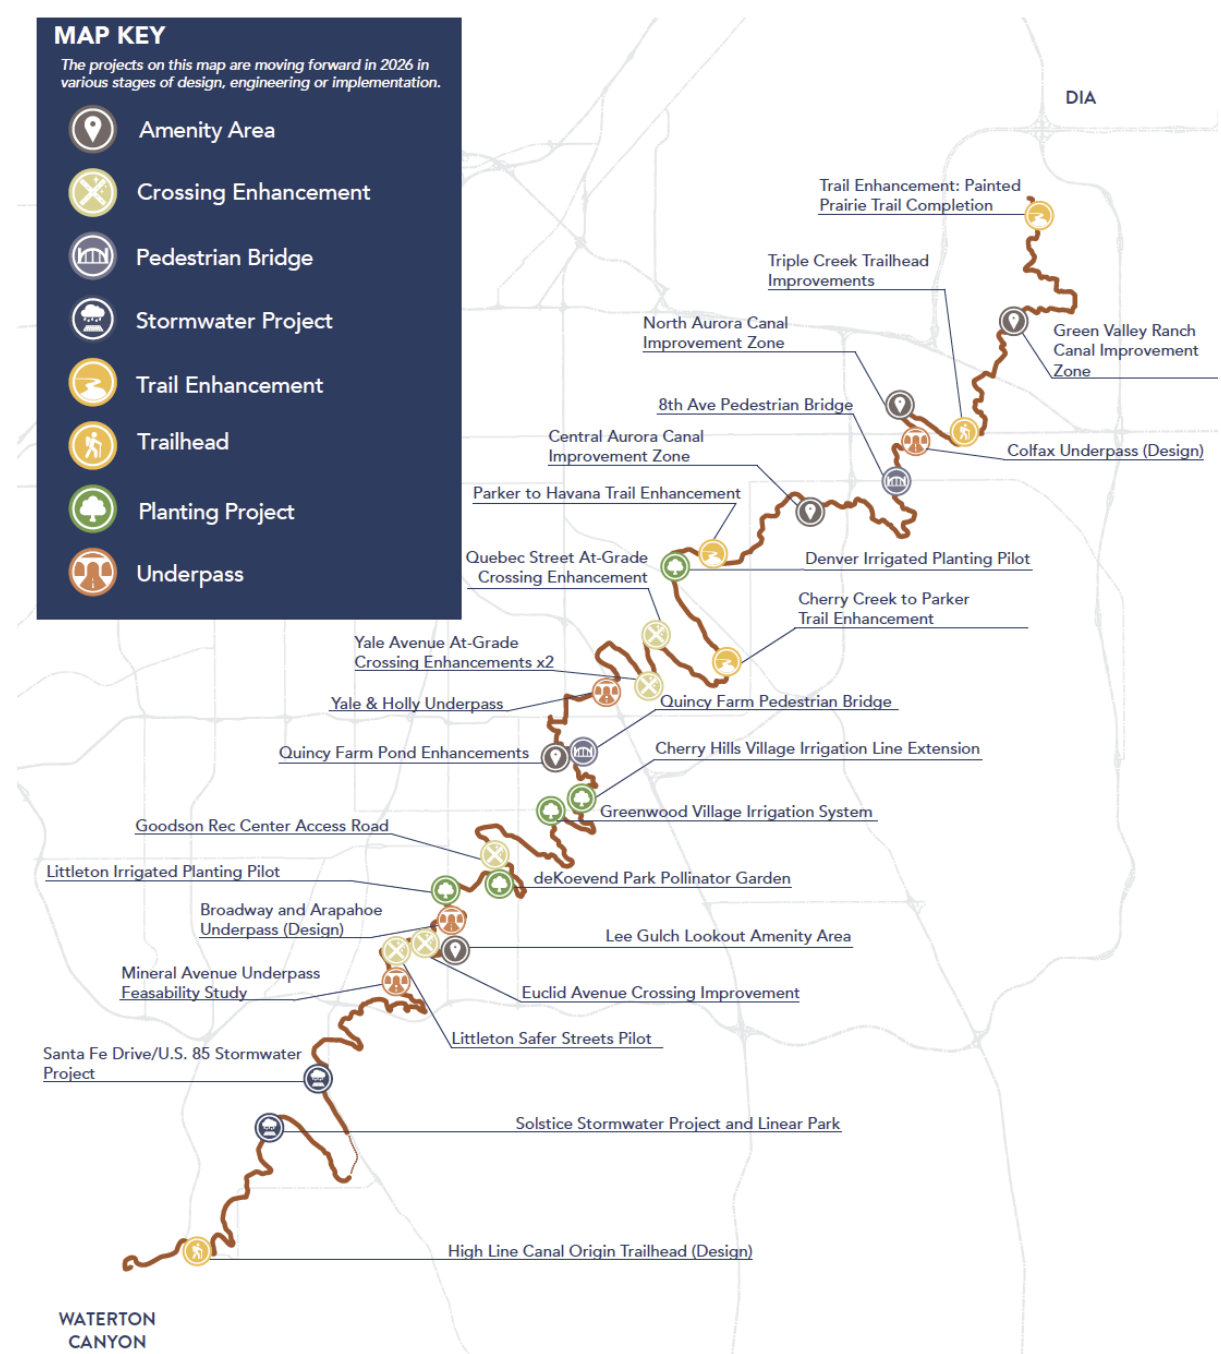 MAP KEY
The projects on this map are moving forward in 2026 in
various stages of design, engineering or implementation.
Amenity Area
Crossing Enhancement
Pedestrian Bridge
Stormwater Project
Trail Enhancement
Trailhead
Planting Project
Underpass
DIA
Trail Enhancement: Painted
Prairie Trail Completion
Triple Creek Trailhead
Improvements
North Aurora Canal
Improvement Zone
Green Valley Ranch
Canal Improvement
Zone
8th Ave Pedestrian Bridge
Central Aurora Canal
Improvement Zone
Colfax Underpass (Design)
Parker to Havana Trail Enhancement
Quebec Street At-Grade
Crossing Enhancement
Denver Irrigated Planting Pilot
Cherry Creek to Parker
Trail Enhancement
Yale Avenue At-Grade
Crossing Enhancements x2
Yale & Holly Underpass
Quincy Farm Pedestrian Bridge
Quincy Farm Pond Enhancements
Cherry Hills Village Irrigation Line Extension
Greenwood Village Irrigation System
Goodson Rec Center Access Road
Littleton Irrigated Planting Pilot
deKoevend Park Pollinator Garden
Broadway and Arapahoe
Underpass (Design)
Lee Gulch Lookout Amenity Area
Mineral Avenue Underpass
Feasability Study
Euclid Avenue Crossing Improvement
Littleton Safer Streets Pilot
Santa Fe Drive/U.S. 85 Stormwater
Project
Solstice Stormwater Project and Linear Park
High Line Canal Origin Trailhead (Design)
WATERTON
CANYON